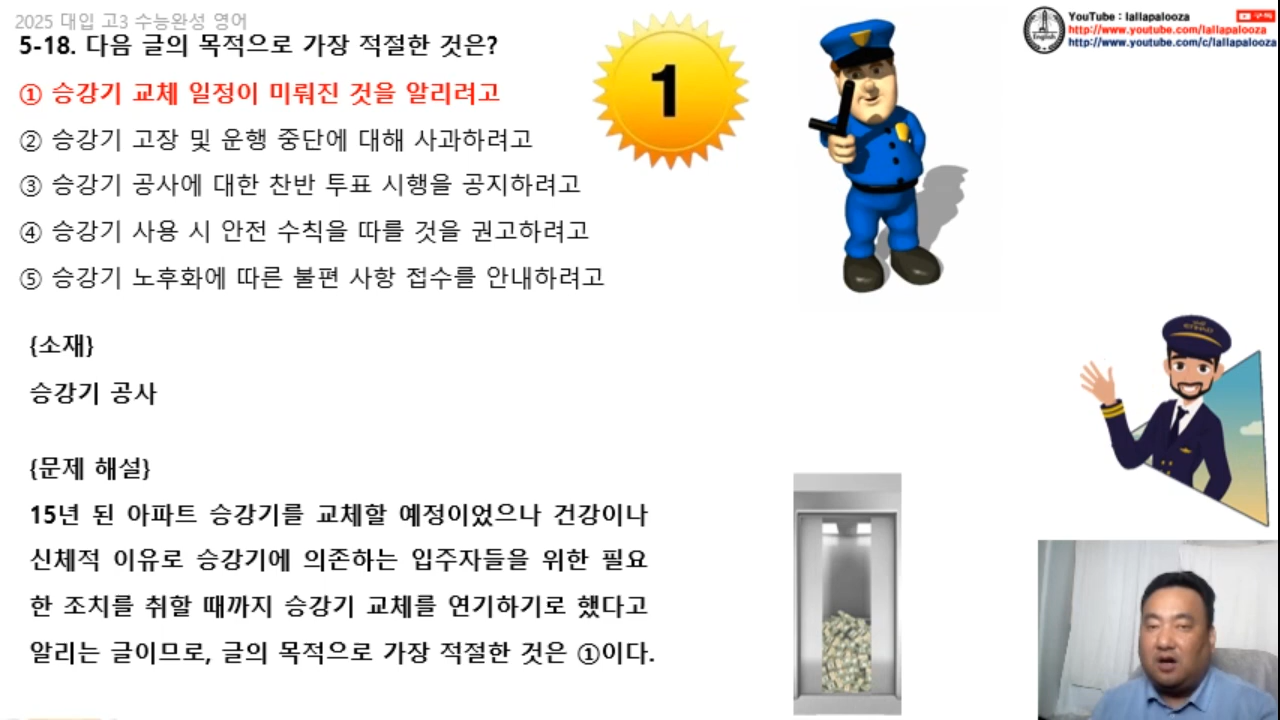 2025 대입 고3 수능완성 영어
5-18. 다음 글의 목적으로 가장 적절한 것은?
① 승강기 교체 일정이 미뤄진 것을 알리려고
② 승강기 고장 및 운행 중단에 대해 사과하려고
③ 승강기 공사에 대한 찬반 투표 시행을 공지하려고
④ 승강기 사용 시 안전 수칙을 따를 것을 권고하려고
⑤ 승강기 노후화에 따른 불편 사항 접수를 안내하려고
{소재}
승강기 공사
{문제 해설}
15년 된 아파트 승강기를 교체할 예정이었으나 건강이나
신체적 이유로 승강기에 의존하는 입주자들을 위한 필요
한 조치를 취할 때까지 승강기 교체를 연기하기로 했다고
알리는 글이므로, 글의 목적으로 가장 적절한 것은 ①이다.
1
YouTube : lallapalooza
구독
http://www.youtube.com/lallapalooza
http://www.youtube.com/c/lallapalooza
English